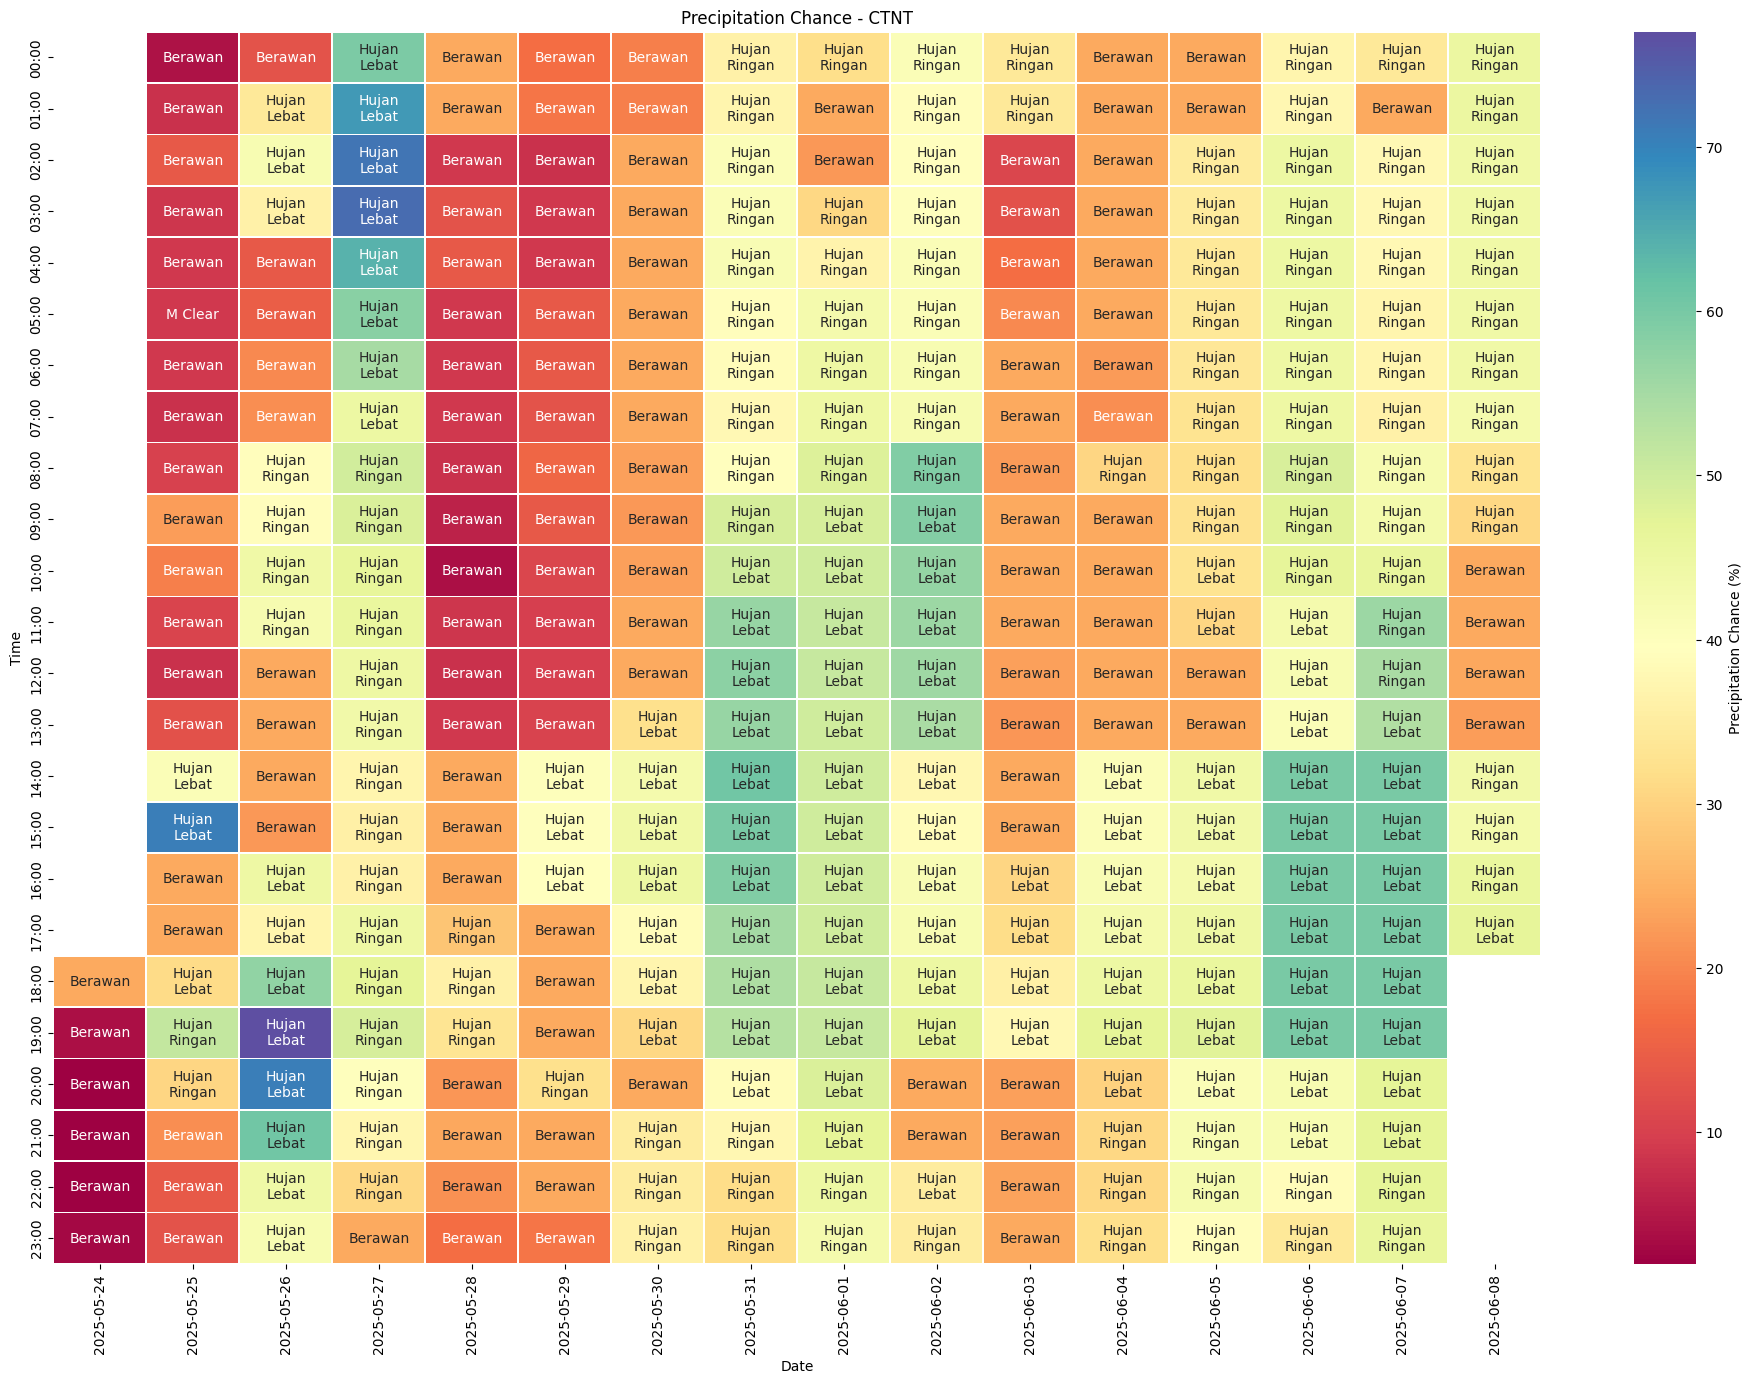 Precipitation Chance - CTNT
00:00 Berawan Berawan Hujan Lebat Berawan Berawan Berawan Hujan Ringan Hujan Ringan Hujan Ringan Hujan Ringan Berawan Berawan Hujan Ringan Hujan Ringan Hujan Ringan
01:00 Berawan Hujan Lebat Hujan Lebat Berawan Berawan Berawan Hujan Ringan Berawan Hujan Ringan Hujan Ringan Berawan Berawan Hujan Ringan Berawan Hujan Ringan
02:00 Berawan Hujan Lebat Hujan Lebat Berawan Berawan Berawan Hujan Ringan Berawan Hujan Ringan Berawan Berawan Hujan Ringan Hujan Ringan Hujan Ringan Hujan Ringan
03:00 Berawan Hujan Lebat Hujan Lebat Berawan Berawan Berawan Hujan Ringan Hujan Ringan Hujan Ringan Berawan Berawan Hujan Ringan Hujan Ringan Hujan Ringan Hujan Ringan
04:00 Berawan Berawan Hujan Lebat Berawan Berawan Berawan Hujan Ringan Hujan Ringan Hujan Ringan Berawan Berawan Hujan Ringan Hujan Ringan Hujan Ringan Hujan Ringan
05:00 M Clear Berawan Hujan Lebat Berawan Berawan Berawan Hujan Ringan Hujan Ringan Hujan Ringan Berawan Berawan Hujan Ringan Hujan Ringan Hujan Ringan Hujan Ringan
06:00 Berawan Berawan Hujan Lebat Berawan Berawan Berawan Hujan Ringan Hujan Ringan Hujan Ringan Berawan Berawan Hujan Ringan Hujan Ringan Hujan Ringan Hujan Ringan
07:00 Berawan Berawan Hujan Lebat Berawan Berawan Berawan Hujan Ringan Hujan Ringan Hujan Ringan Berawan Berawan Hujan Ringan Hujan Ringan Hujan Ringan Hujan Ringan
08:00 Berawan Hujan Ringan Hujan Ringan Berawan Berawan Berawan Hujan Ringan Hujan Ringan Hujan Ringan Berawan Hujan Ringan Hujan Ringan Hujan Ringan Hujan Ringan Hujan Ringan
09:00 Berawan Hujan Ringan Hujan Ringan Berawan Berawan Berawan Hujan Ringan Hujan Lebat Hujan Lebat Berawan Berawan Hujan Ringan Hujan Ringan Hujan Ringan Hujan Ringan
10:00 Berawan Hujan Ringan Hujan Ringan Berawan Berawan Berawan Hujan Lebat Hujan Lebat Hujan Lebat Berawan Berawan Hujan Lebat Hujan Ringan Hujan Ringan Berawan
11:00 Berawan Hujan Ringan Hujan Ringan Berawan Berawan Berawan Hujan Lebat Hujan Lebat Hujan Lebat Berawan Berawan Hujan Lebat Hujan Lebat Hujan Ringan Berawan
12:00 Berawan Berawan Hujan Ringan Berawan Berawan Berawan Hujan Lebat Hujan Lebat Hujan Lebat Berawan Berawan Berawan Hujan Lebat Hujan Ringan Berawan
13:00 Berawan Berawan Hujan Ringan Berawan Berawan Hujan Lebat Hujan Lebat Hujan Lebat Hujan Lebat Berawan Berawan Berawan Hujan Lebat Hujan Lebat Berawan
14:00 Hujan Lebat Berawan Hujan Ringan Berawan Hujan Lebat Hujan Lebat Hujan Lebat Hujan Lebat Hujan Lebat Berawan Hujan Lebat Hujan Lebat Hujan Lebat Hujan Lebat Hujan Ringan
15:00 Hujan Lebat Berawan Hujan Ringan Berawan Hujan Lebat Hujan Lebat Hujan Lebat Hujan Lebat Hujan Lebat Berawan Hujan Lebat Hujan Lebat Hujan Lebat Hujan Lebat Hujan Ringan
16:00 Berawan Hujan Lebat Hujan Ringan Berawan Hujan Lebat Hujan Lebat Hujan Lebat Hujan Lebat Hujan Lebat Hujan Lebat Hujan Lebat Hujan Lebat Hujan Lebat Hujan Lebat Hujan Ringan
17:00 Berawan Hujan Lebat Hujan Ringan Hujan Ringan Berawan Hujan Lebat Hujan Lebat Hujan Lebat Hujan Lebat Hujan Lebat Hujan Lebat Hujan Lebat Hujan Lebat Hujan Lebat Hujan Lebat
18:00 Berawan Hujan Lebat Hujan Lebat Hujan Ringan Hujan Ringan Berawan Hujan Lebat Hujan Lebat Hujan Lebat Hujan Lebat Hujan Lebat Hujan Lebat Hujan Lebat Hujan Lebat Hujan Lebat
19:00 Berawan Hujan Ringan Hujan Lebat Hujan Ringan Hujan Ringan Berawan Hujan Lebat Hujan Lebat Hujan Lebat Hujan Lebat Hujan Lebat Hujan Lebat Hujan Lebat Hujan Lebat Hujan Lebat
20:00 Berawan Hujan Ringan Hujan Lebat Hujan Ringan Berawan Hujan Ringan Berawan Hujan Lebat Hujan Lebat Berawan Berawan Hujan Lebat Hujan Lebat Hujan Lebat Hujan Lebat
21:00 Berawan Berawan Hujan Lebat Hujan Ringan Berawan Berawan Hujan Ringan Hujan Ringan Hujan Lebat Berawan Berawan Hujan Ringan Hujan Ringan Hujan Lebat Hujan Lebat
22:00 Berawan Berawan Hujan Lebat Hujan Ringan Berawan Berawan Hujan Ringan Hujan Ringan Hujan Ringan Hujan Lebat Berawan Hujan Ringan Hujan Ringan Hujan Ringan Hujan Ringan
23:00 Berawan Berawan Hujan Lebat Berawan Berawan Berawan Hujan Ringan Hujan Ringan Hujan Ringan Hujan Ringan Berawan Hujan Ringan Hujan Ringan Hujan Ringan Hujan Ringan
Time
2025-05-24 2025-05-25 2025-05-26 2025-05-27 2025-05-28 2025-05-29 2025-05-30 2025-05-31 2025-06-01 2025-06-02 2025-06-03 2025-06-04 2025-06-05 2025-06-06 2025-06-07 2025-06-08
Date
70
60
50
40
30
20
10
Precipitation Chance (%)